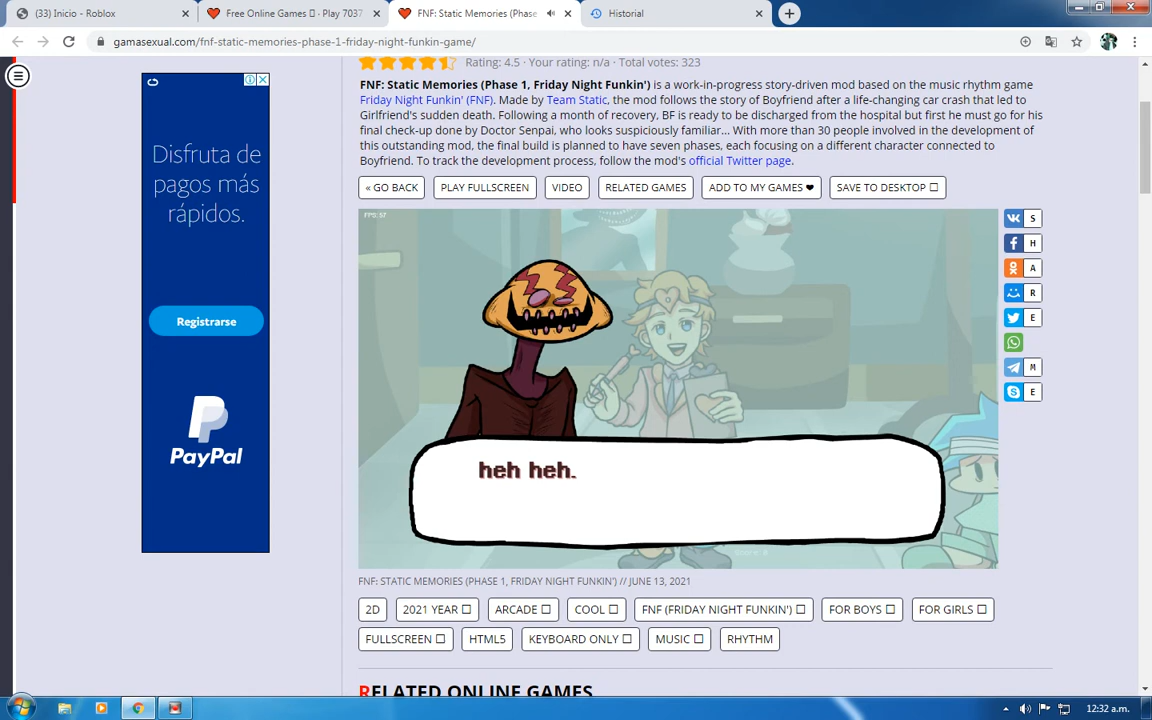 (33) Inicio - Roblox
Free Online Games · Play 7037
FNF: Static Memories (Phase
Historial
gamasexual.com/fnf-static-memories-phase-1-friday-night-funkin-game/
Rating: 4.5 · Your rating: n/a · Total votes: 323
FNF: Static Memories (Phase 1, Friday Night Funkin') is a work-in-progress story-driven mod based on the music rhythm game
Friday Night Funkin' (FNF). Made by Team Static, the mod follows the story of Boyfriend after a life-changing car crash that led to
Girlfriend's sudden death. Following a month of recovery, BF is ready to be discharged from the hospital but first he must go for his
final check-up done by Doctor Senpai, who looks suspiciously familiar... With more than 30 people involved in the development of
this outstanding mod, the final build is planned to have seven phases, each focusing on a different character connected to
Boyfriend. To track the development process, follow the mod's official Twitter page.
« GO BACK
PLAY FULLSCREEN
VIDEO
RELATED GAMES
ADD TO MY GAMES ❤
SAVE TO DESKTOP
Disfruta de
pagos más
rápidos.
Registrarse
PayPal
FPS: 57
heh heh.
S
H
A
R
E
M
E
FNF: STATIC MEMORIES (PHASE 1, FRIDAY NIGHT FUNKIN') // JUNE 13, 2021
2D
2021 YEAR
ARCADE
COOL
FNF (FRIDAY NIGHT FUNKIN')
FOR BOYS
FOR GIRLS
FULLSCREEN
HTML5
KEYBOARD ONLY
MUSIC
RHYTHM
RELATED ONLINE GAMES
12:32 a.m.